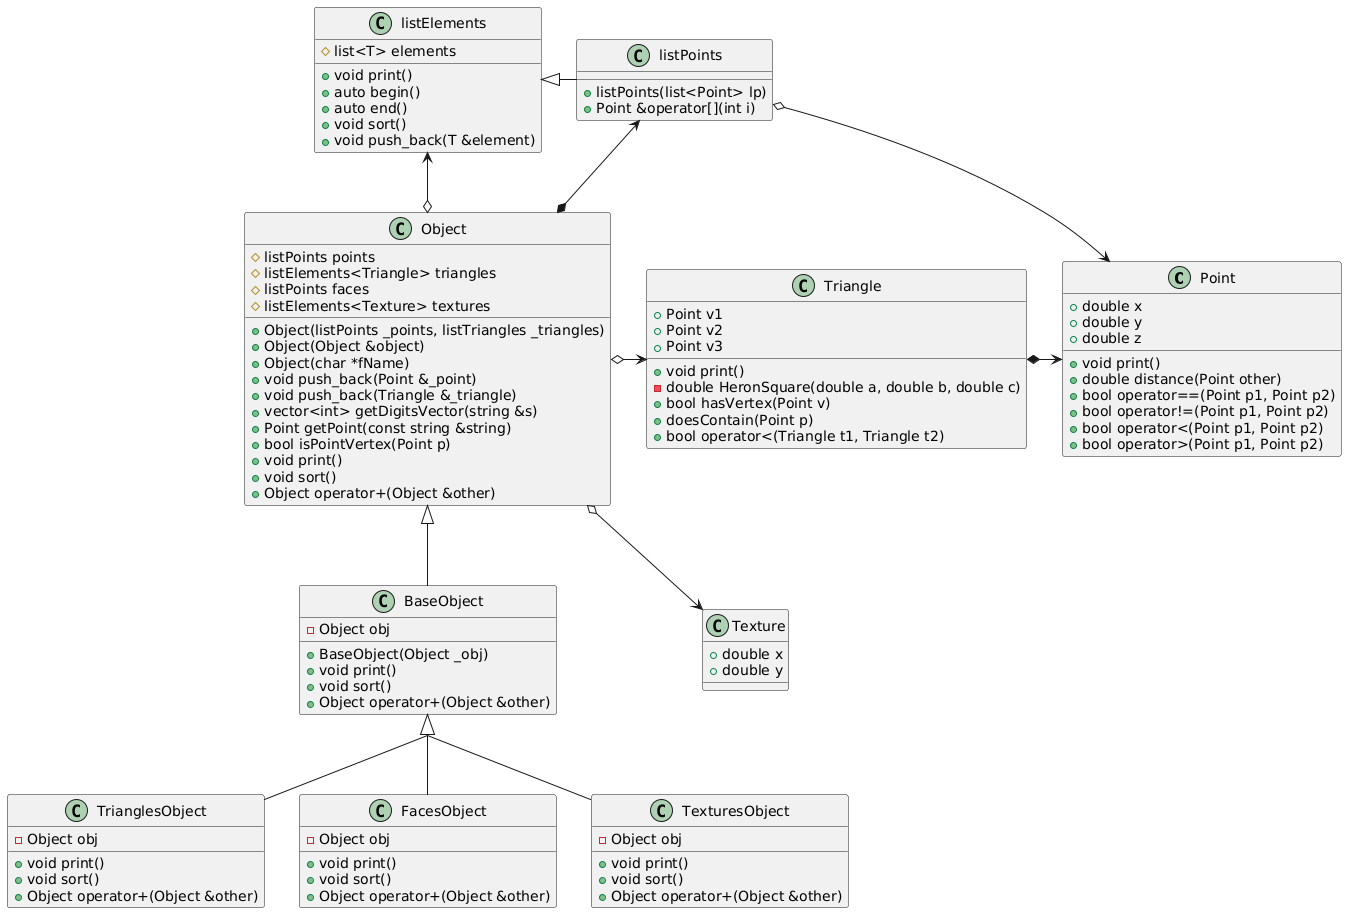 C listElements
list<T> elements
void print()
auto begin()
auto end()
void sort()
void push_back(T &element)
C listPoints
listPoints(list<Point> lp)
Point &operator[](int i)
C Object
listPoints points
listElements<Triangle> triangles
listPoints faces
listElements<Texture> textures
Object(listPoints _points, listTriangles _triangles)
Object(Object &object)
Object(char *fName)
void push_back(Point &_point)
void push_back(Triangle &_triangle)
vector<int> getDigitsVector(string &s)
Point getPoint(const string &string)
bool isPointVertex(Point p)
void print()
void sort()
Object operator+(Object &other)
C Triangle
Point v1
Point v2
Point v3
void print()
double HeronSquare(double a, double b, double c)
bool hasVertex(Point v)
doesContain(Point p)
bool operator<(Triangle t1, Triangle t2)
C Point
double x
double y
double z
void print()
double distance(Point other)
bool operator==(Point p1, Point p2)
bool operator!=(Point p1, Point p2)
bool operator<(Point p1, Point p2)
bool operator>(Point p1, Point p2)
C BaseObject
Object obj
BaseObject(Object _obj)
void print()
void sort()
Object operator+(Object &other)
C Texture
double x
double y
C TrianglesObject
Object obj
void print()
void sort()
Object operator+(Object &other)
C FacesObject
Object obj
void print()
void sort()
Object operator+(Object &other)
C TexturesObject
Object obj
void print()
void sort()
Object operator+(Object &other)